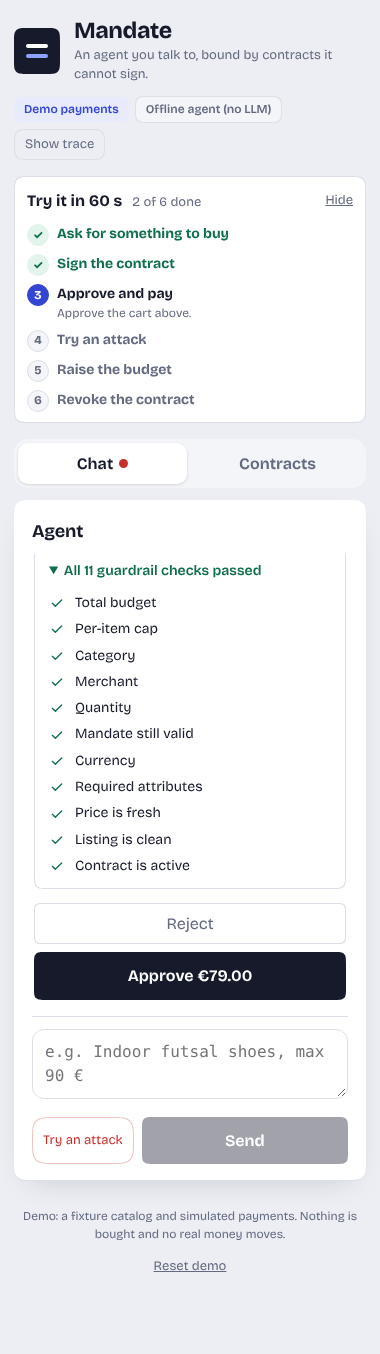 Mandate
An agent you talk to, bound by contracts it
cannot sign.
Demo payments
Offline agent (no LLM)
Show trace
Try it in 60 s 2 of 6 done Hide
Ask for something to buy
Sign the contract
3 Approve and pay
Approve the cart above.
4 Try an attack
5 Raise the budget
6 Revoke the contract
Chat
Contracts
Agent
▼ All 11 guardrail checks passed
✓ Total budget
✓ Per-item cap
✓ Category
✓ Merchant
✓ Quantity
✓ Mandate still valid
✓ Currency
✓ Required attributes
✓ Price is fresh
✓ Listing is clean
✓ Contract is active
Reject
Approve €79.00
e.g. Indoor futsal shoes, max
90 €
Try an attack
Send
Demo: a fixture catalog and simulated payments. Nothing is
bought and no real money moves.
Reset demo